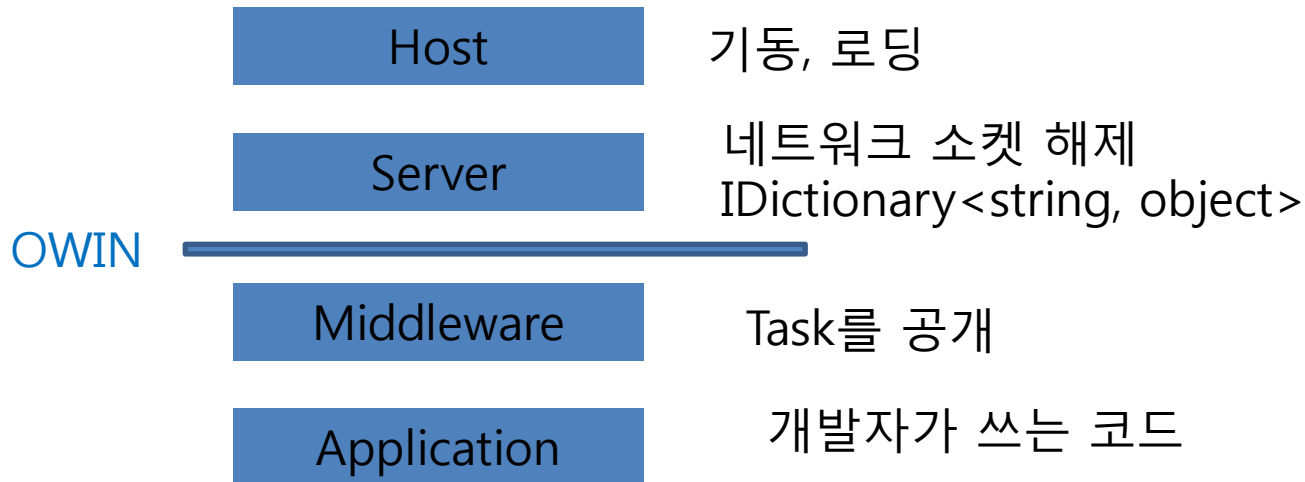 Host
기동, 로딩
Server
네트워크 소켓 해제
IDictionary<string, object>
OWIN
Middleware
Task를 공개
Application
개발자가 쓰는 코드